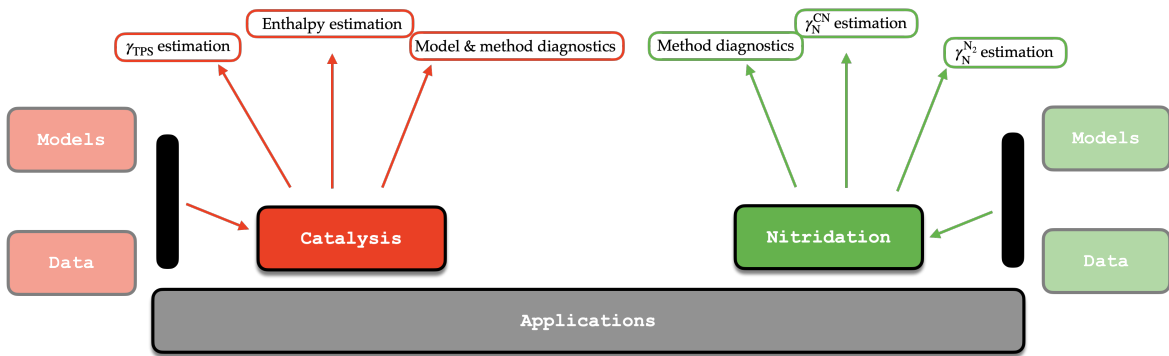 Enthalpy estimation
γ_TPS estimation
Model & method diagnostics
Method diagnostics
γ_N^CN estimation
γ_N^N₂ estimation
Models
Data
Catalysis
Nitridation
Models
Data
Applications